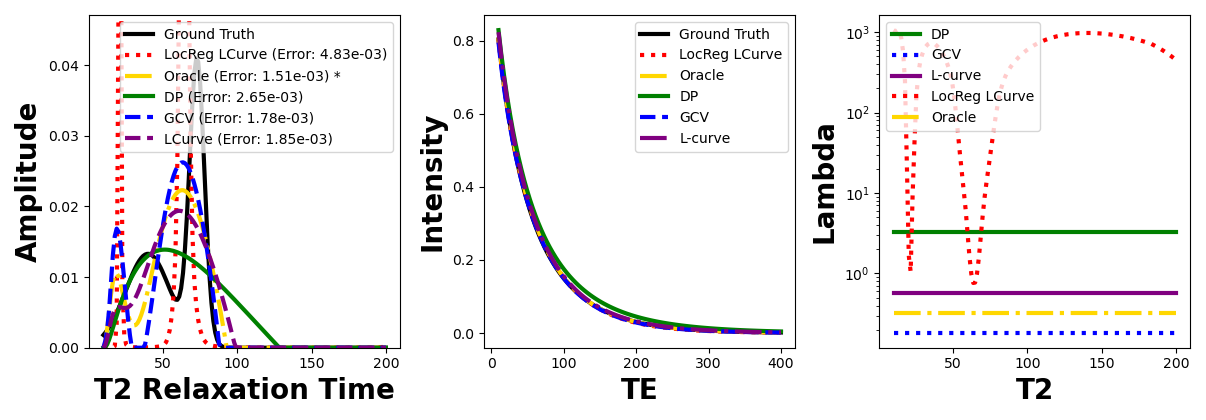 Amplitude
0.04
0.03
0.02
0.01
0.00
50
100
150
200
T2 Relaxation Time
Ground Truth
LocReg LCurve (Error: 4.83e-03)
Oracle (Error: 1.51e-03) *
DP (Error: 2.65e-03)
GCV (Error: 1.78e-03)
LCurve (Error: 1.85e-03)
Intensity
0.8
0.6
0.4
0.2
0.0
0
100
200
300
400
TE
Ground Truth
LocReg LCurve
Oracle
DP
GCV
L-curve
Lambda
10³
10²
10¹
10⁰
50
100
150
200
T2
DP
GCV
L-curve
LocReg LCurve
Oracle